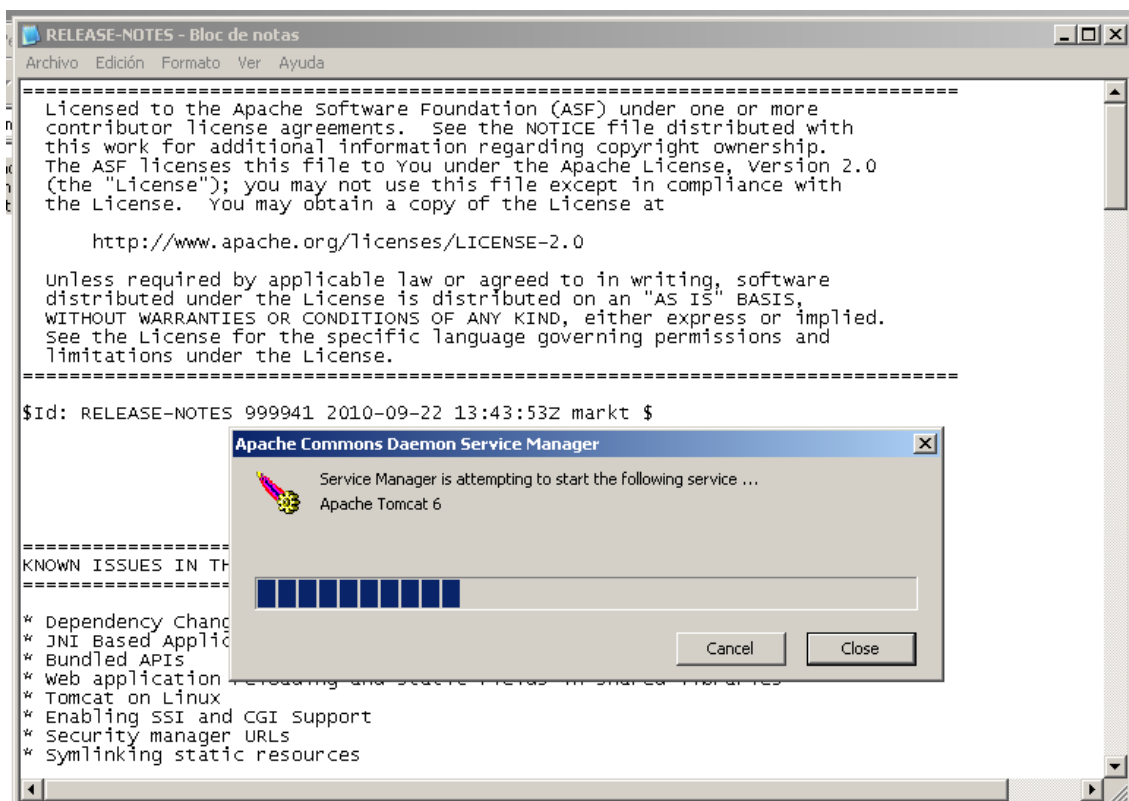 RELEASE-NOTES - Bloc de notas
Archivo Edición Formato Ver Ayuda
================================================================================
Licensed to the Apache Software Foundation (ASF) under one or more
contributor license agreements. See the NOTICE file distributed with
this work for additional information regarding copyright ownership.
The ASF licenses this file to You under the Apache License, Version 2.0
(the "License"); you may not use this file except in compliance with
the License. You may obtain a copy of the License at
http://www.apache.org/licenses/LICENSE-2.0
Unless required by applicable law or agreed to in writing, software
distributed under the License is distributed on an "AS IS" BASIS,
WITHOUT WARRANTIES OR CONDITIONS OF ANY KIND, either express or implied.
See the License for the specific language governing permissions and
limitations under the License.
================================================================================
$Id: RELEASE-NOTES 999941 2010-09-22 13:43:53Z markt $
Apache Commons Daemon Service Manager
Service Manager is attempting to start the following service ...
Apache Tomcat 6
Cancel Close
KNOWN ISSUES IN TH
* Dependency Chang
* JNI Based Applic
* Bundled APIs
* Web application reloading and static fields in shared libraries
* Tomcat on Linux
* Enabling SSI and CGI Support
* Security manager URLs
* Symlinking static resources